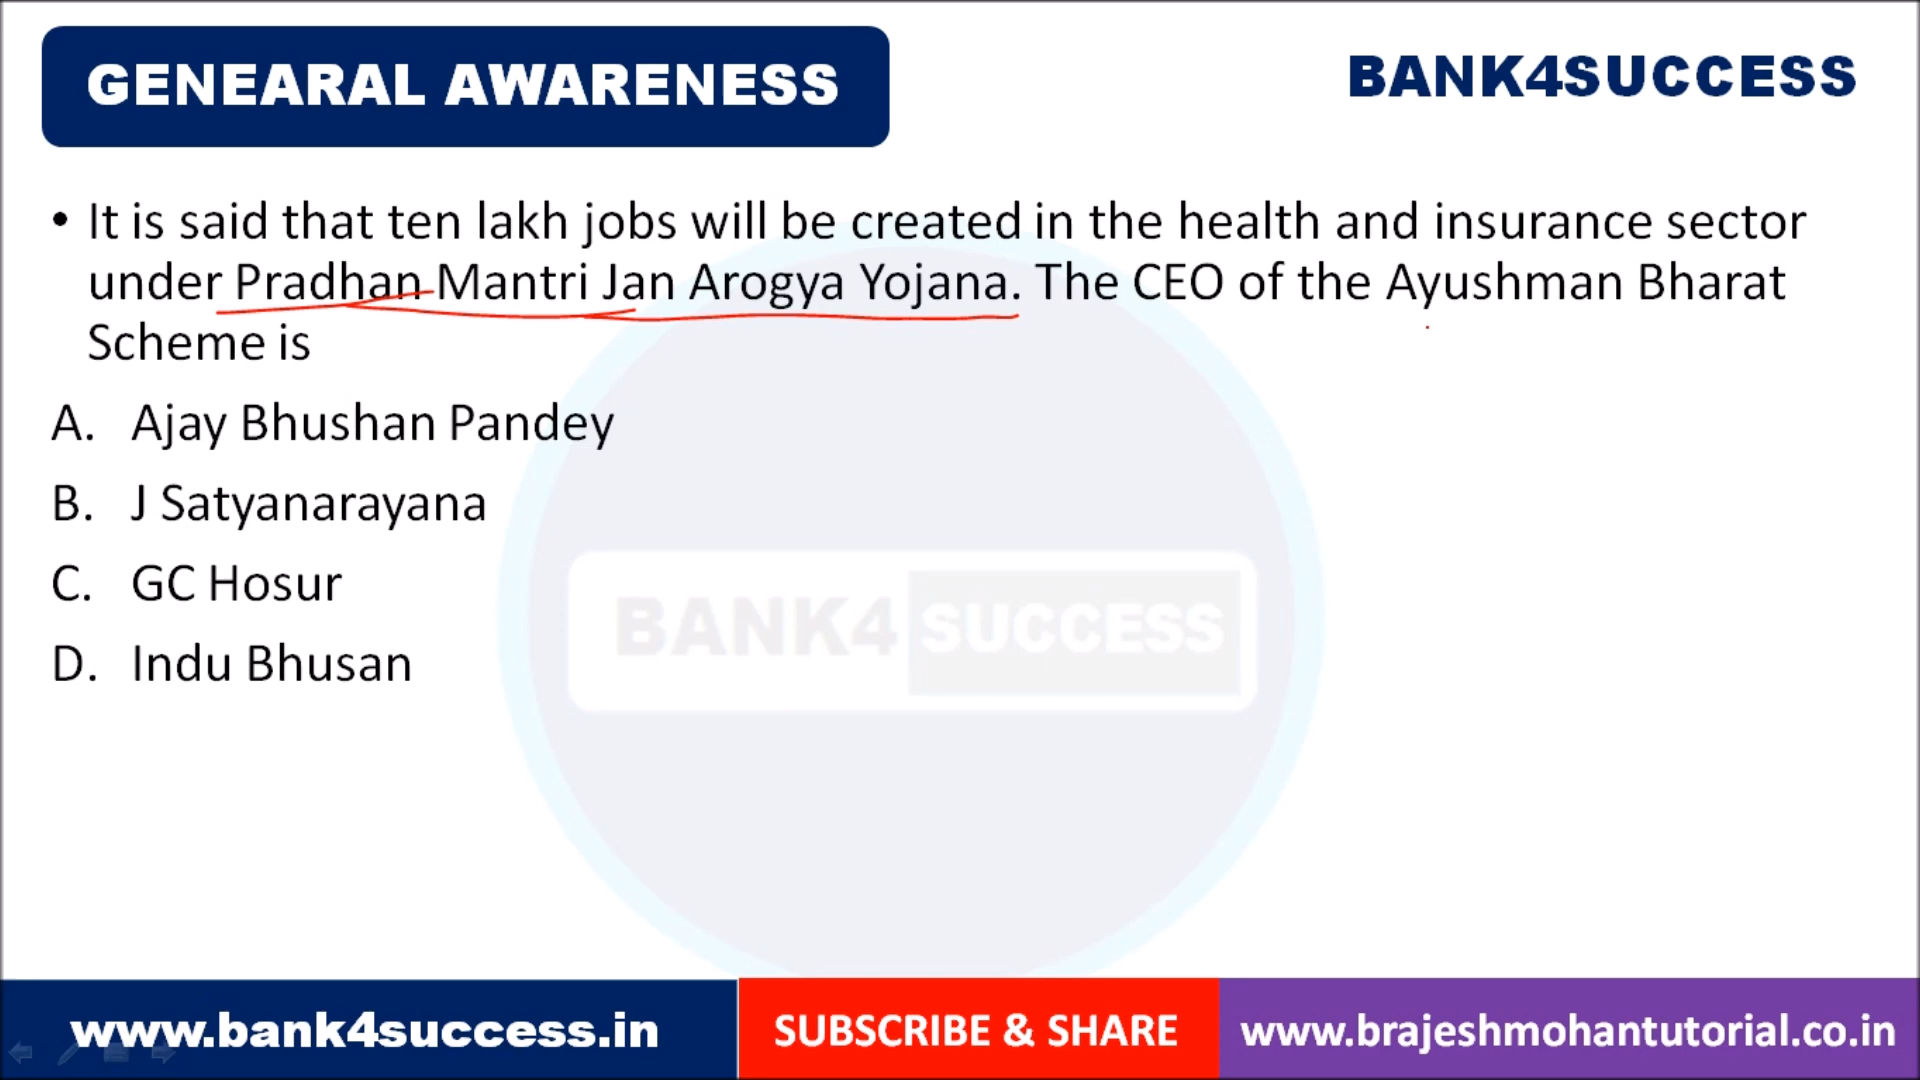 GENEARAL AWARENESS
BANK4SUCCESS
• It is said that ten lakh jobs will be created in the health and insurance sector
under Pradhan Mantri Jan Arogya Yojana. The CEO of the Ayushman Bharat
Scheme is
A. Ajay Bhushan Pandey
B. J Satyanarayana
C. GC Hosur
D. Indu Bhusan
BANK4 SUCCESS
www.bank4success.in
SUBSCRIBE & SHARE
www.brajeshmohantutorial.co.in